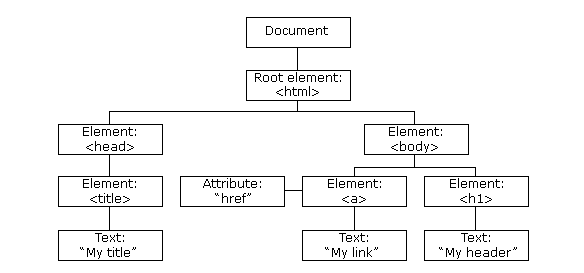 Document
Root element:
<html>
Element:
<head>
Element:
<body>
Element:
<title>
Attribute:
“href”
Element:
<a>
Element:
<h1>
Text:
“My title”
Text:
“My link”
Text:
“My header”